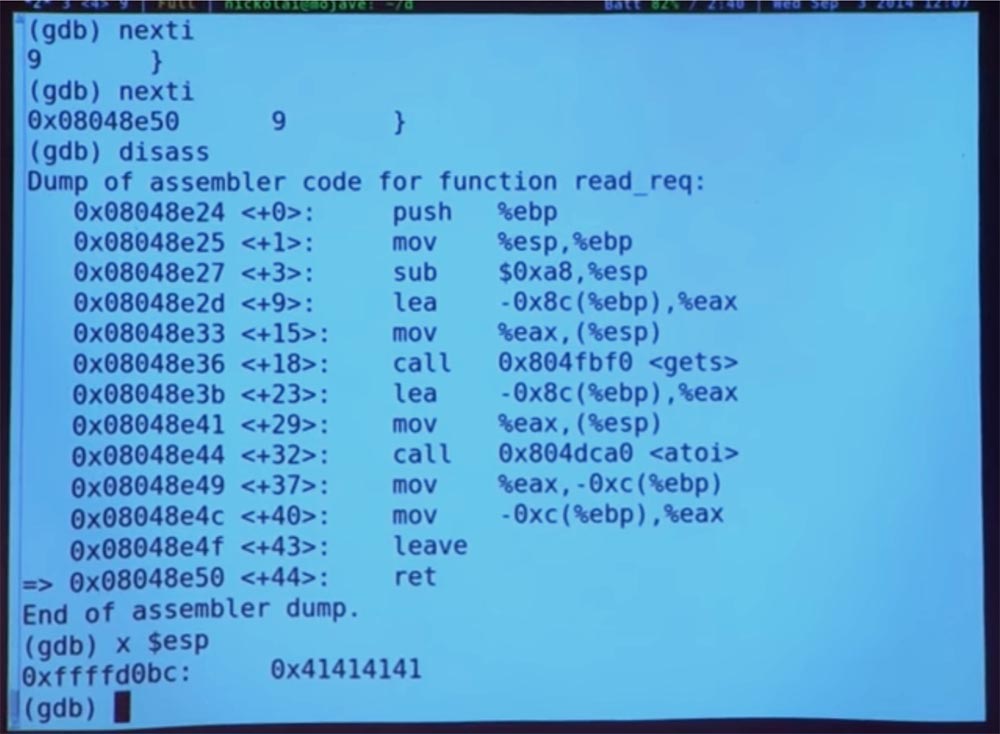 "2" 3 <4> 9 | Full | nickolai@mojave: ~/d Batt 82% / 2:40 | Wed Sep 3 2014 12:07
(gdb) nexti
9 }
(gdb) nexti
0x08048e50 9 }
(gdb) disass
Dump of assembler code for function read_req:
0x08048e24 <+0>: push %ebp
0x08048e25 <+1>: mov %esp,%ebp
0x08048e27 <+3>: sub $0xa8,%esp
0x08048e2d <+9>: lea -0x8c(%ebp),%eax
0x08048e33 <+15>: mov %eax,(%esp)
0x08048e36 <+18>: call 0x804fbf0 <gets>
0x08048e3b <+23>: lea -0x8c(%ebp),%eax
0x08048e41 <+29>: mov %eax,(%esp)
0x08048e44 <+32>: call 0x804dca0 <atoi>
0x08048e49 <+37>: mov %eax,-0xc(%ebp)
0x08048e4c <+40>: mov -0xc(%ebp),%eax
0x08048e4f <+43>: leave
=> 0x08048e50 <+44>: ret
End of assembler dump.
(gdb) x $esp
0xffffd0bc: 0x41414141
(gdb)